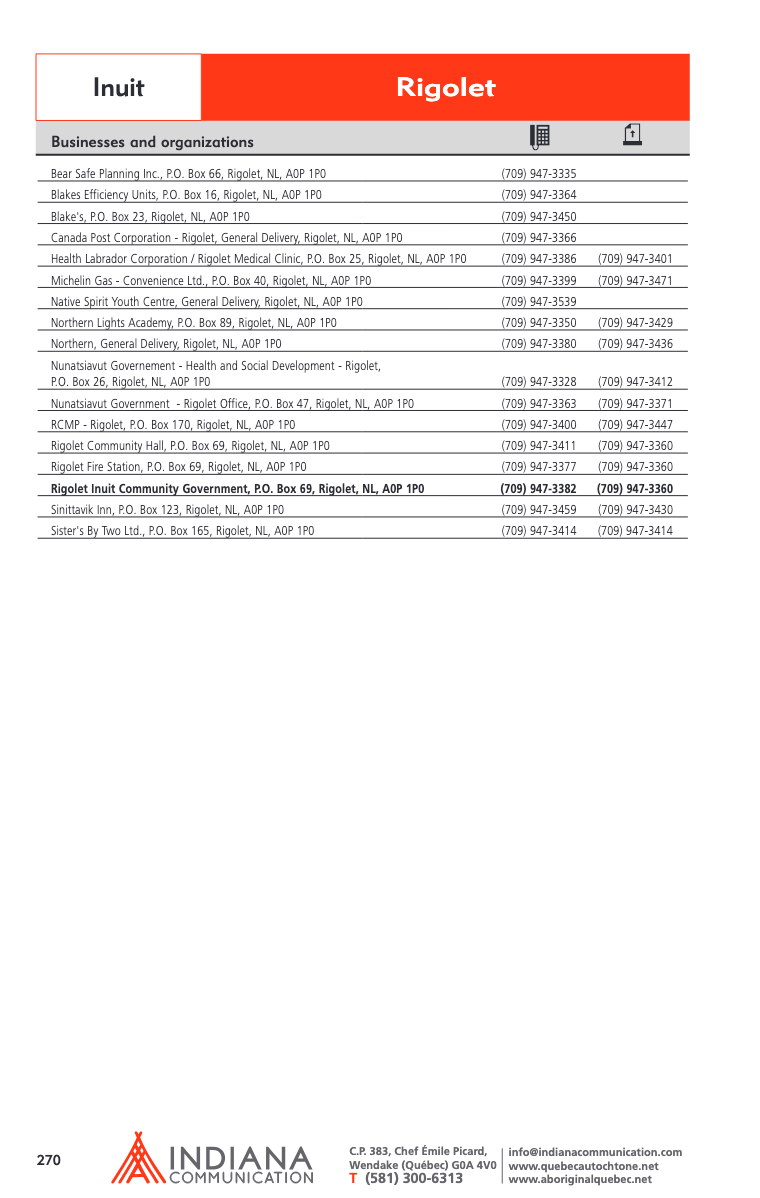 Inuit Rigolet
Businesses and organizations
Bear Safe Planning Inc., P.O. Box 66, Rigolet, NL, A0P 1P0 (709) 947-3335
Blakes Efficiency Units, P.O. Box 16, Rigolet, NL, A0P 1P0 (709) 947-3364
Blake's, P.O. Box 23, Rigolet, NL, A0P 1P0 (709) 947-3450
Canada Post Corporation - Rigolet, General Delivery, Rigolet, NL, A0P 1P0 (709) 947-3366
Health Labrador Corporation / Rigolet Medical Clinic, P.O. Box 25, Rigolet, NL, A0P 1P0 (709) 947-3386 (709) 947-3401
Michelin Gas - Convenience Ltd., P.O. Box 40, Rigolet, NL, A0P 1P0 (709) 947-3399 (709) 947-3471
Native Spirit Youth Centre, General Delivery, Rigolet, NL, A0P 1P0 (709) 947-3539
Northern Lights Academy, P.O. Box 89, Rigolet, NL, A0P 1P0 (709) 947-3350 (709) 947-3429
Northern, General Delivery, Rigolet, NL, A0P 1P0 (709) 947-3380 (709) 947-3436
Nunatsiavut Governement - Health and Social Development - Rigolet,
P.O. Box 26, Rigolet, NL, A0P 1P0 (709) 947-3328 (709) 947-3412
Nunatsiavut Government - Rigolet Office, P.O. Box 47, Rigolet, NL, A0P 1P0 (709) 947-3363 (709) 947-3371
RCMP - Rigolet, P.O. Box 170, Rigolet, NL, A0P 1P0 (709) 947-3400 (709) 947-3447
Rigolet Community Hall, P.O. Box 69, Rigolet, NL, A0P 1P0 (709) 947-3411 (709) 947-3360
Rigolet Fire Station, P.O. Box 69, Rigolet, NL, A0P 1P0 (709) 947-3377 (709) 947-3360
Rigolet Inuit Community Government, P.O. Box 69, Rigolet, NL, A0P 1P0 (709) 947-3382 (709) 947-3360
Sinittavik Inn, P.O. Box 123, Rigolet, NL, A0P 1P0 (709) 947-3459 (709) 947-3430
Sister's By Two Ltd., P.O. Box 165, Rigolet, NL, A0P 1P0 (709) 947-3414 (709) 947-3414
270
INDIANA
COMMUNICATION
C.P. 383, Chef Émile Picard,
Wendake (Québec) G0A 4V0
T (581) 300-6313
info@indianacommunication.com
www.quebecautochtone.net
www.aboriginalquebec.net